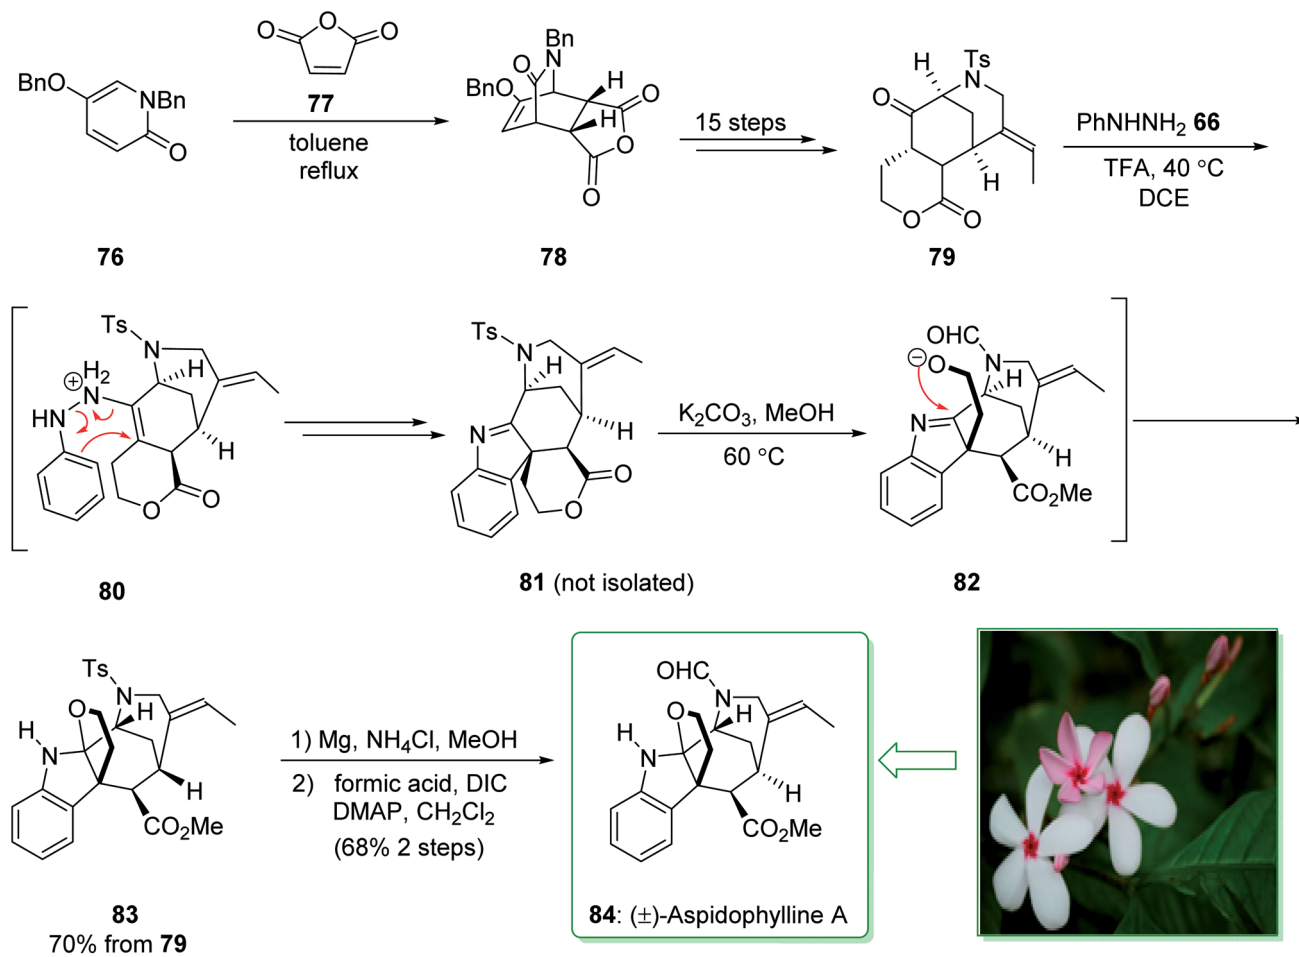 BnO
N
Bn
O
76
O
O
O
77
toluene
reflux
Bn
N
O
BnO
H
H
O
O
O
78
15 steps
Ts
H
N
O
H
O
O
79
PhNHNH2 66
TFA, 40 °C
DCE
Ts
N
H2
⊕
N
H
HN
H
O
O
80
Ts
N
H
N
H
O
O
81 (not isolated)
K2CO3, MeOH
60 °C
OHC
⊖
O
N
H
N
H
CO2Me
82
Ts
N
O
H
H
N
H
CO2Me
83
70% from 79
1) Mg, NH4Cl, MeOH
2) formic acid, DIC
DMAP, CH2Cl2
(68% 2 steps)
OHC
N
O
H
H
N
H
CO2Me
84: (±)-Aspidophylline A